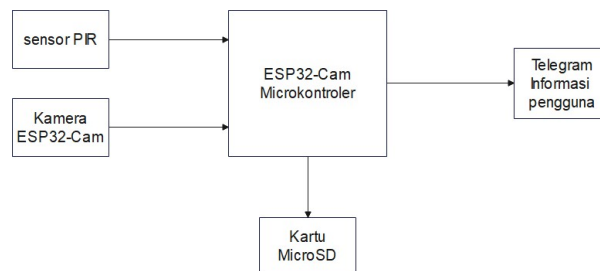 sensor PIR
Kamera
ESP32-Cam
ESP32-Cam
Microkontroler
Telegram
Informasi
pengguna
Kartu
MicroSD